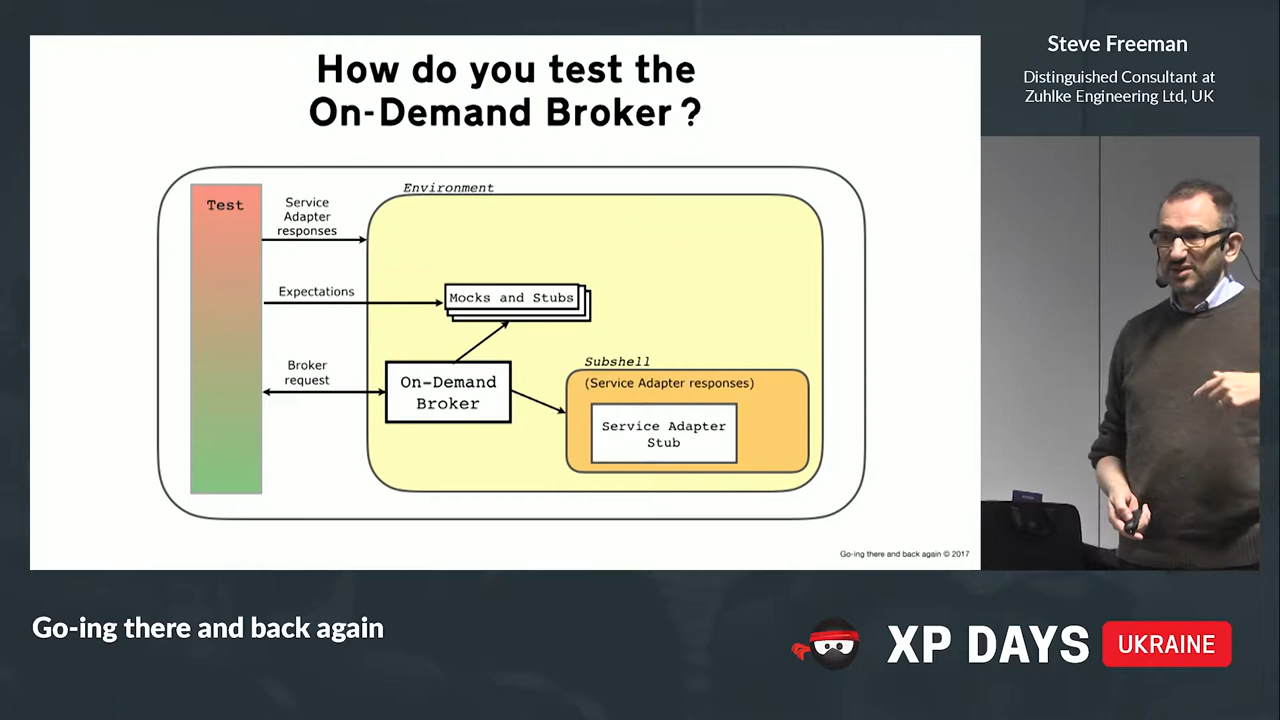 Steve Freeman
Distinguished Consultant at
Zuhlke Engineering Ltd, UK
How do you test the
On-Demand Broker ?
Environment
Test
Service
Adapter
responses
Expectations
Mocks and Stubs
Broker
request
On-Demand
Broker
Subshell
(Service Adapter responses)
Service Adapter
Stub
Go-ing there and back again © 2017
Go-ing there and back again
XP DAYS UKRAINE